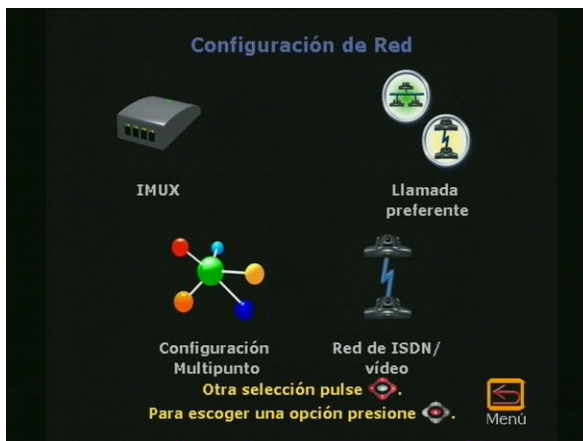 Configuración de Red
IMUX
Llamada
preferente
Configuración
Multipunto
Red de ISDN/
vídeo
Otra selección pulse .
Para escoger una opción presione .
Menú